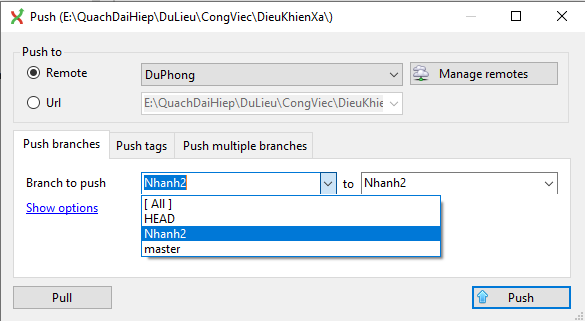 Push (E:\QuachDaiHiep\DuLieu\CongViec\DieuKhienXa\)
Push to
Remote
DuPhong
Manage remotes
Url
E:\QuachDaiHiep\DuLieu\CongViec\DieuKhie
Push branches
Push tags
Push multiple branches
Branch to push
Nhanh2
to
Nhanh2
Show options
[ All ]
HEAD
Nhanh2
master
Pull
Push